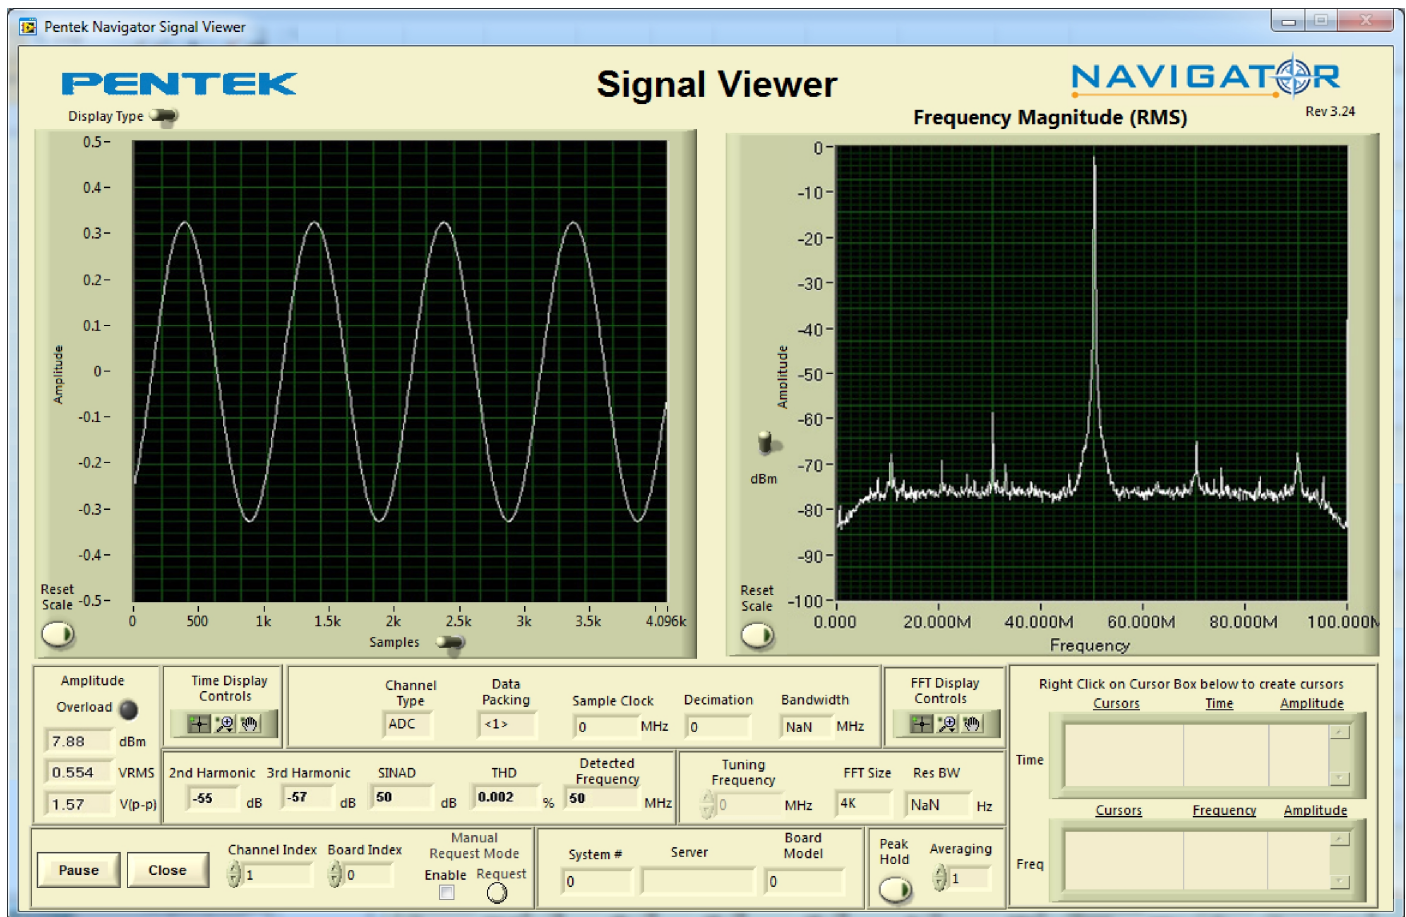 Pentek Navigator Signal Viewer
PENTEK
Signal Viewer
NAVIGATOR
Rev 3.24
Display Type
Frequency Magnitude (RMS)
0.5
0.4
0.3
0.2
0.1
0
-0.1
-0.2
-0.3
-0.4
-0.5
Amplitude
Reset
Scale
0 500 1k 1.5k 2k 2.5k 3k 3.5k 4.096k
Samples
0
-10
-20
-30
-40
-50
-60
-70
-80
-90
-100
Amplitude
dBm
Reset
Scale
0.000 20.000M 40.000M 60.000M 80.000M 100.000M
Frequency
Amplitude
Overload
7.88 dBm
0.554 VRMS
1.57 V(p-p)
Time Display
Controls
Channel
Type
ADC
Data
Packing
<1>
Sample Clock
0 MHz
Decimation
0
Bandwidth
NaN MHz
FFT Display
Controls
Right Click on Cursor Box below to create cursors
Cursors Time Amplitude
Time
Cursors Frequency Amplitude
Freq
2nd Harmonic
-55 dB
3rd Harmonic
-57 dB
SINAD
50 dB
THD
0.002 %
Detected
Frequency
50 MHz
Tuning
Frequency
0 MHz
FFT Size
4K
Res BW
NaN Hz
Pause
Close
Channel Index
1
Board Index
0
Manual
Request Mode
Enable Request
System #
0
Server
Board
Model
0
Peak
Hold
Averaging
1